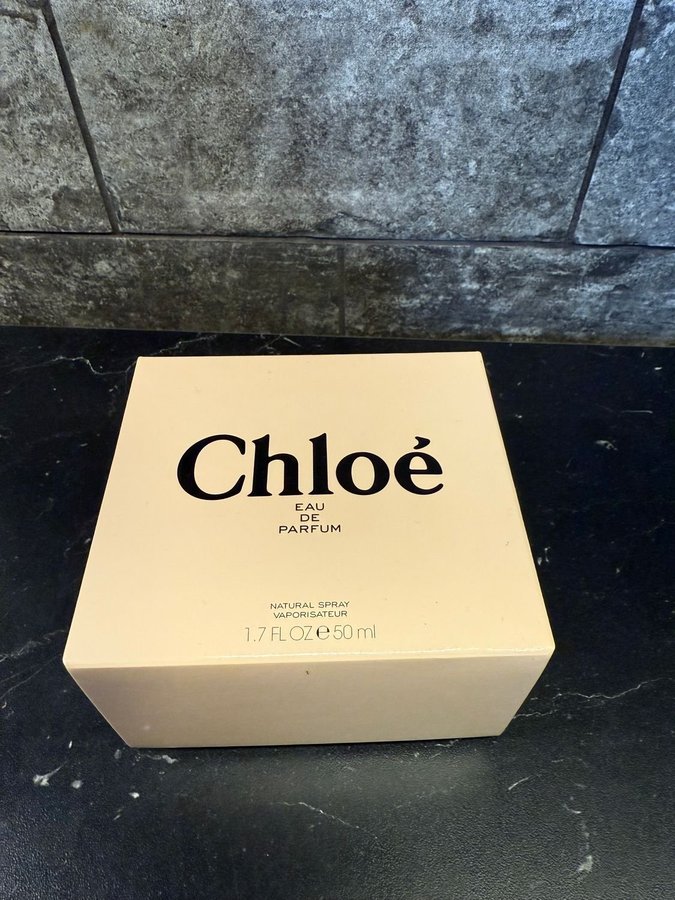 Chloé
EAU
DE
PARFUM
NATURAL SPRAY
VAPORISATEUR
1.7 FL OZ ℮ 50 ml